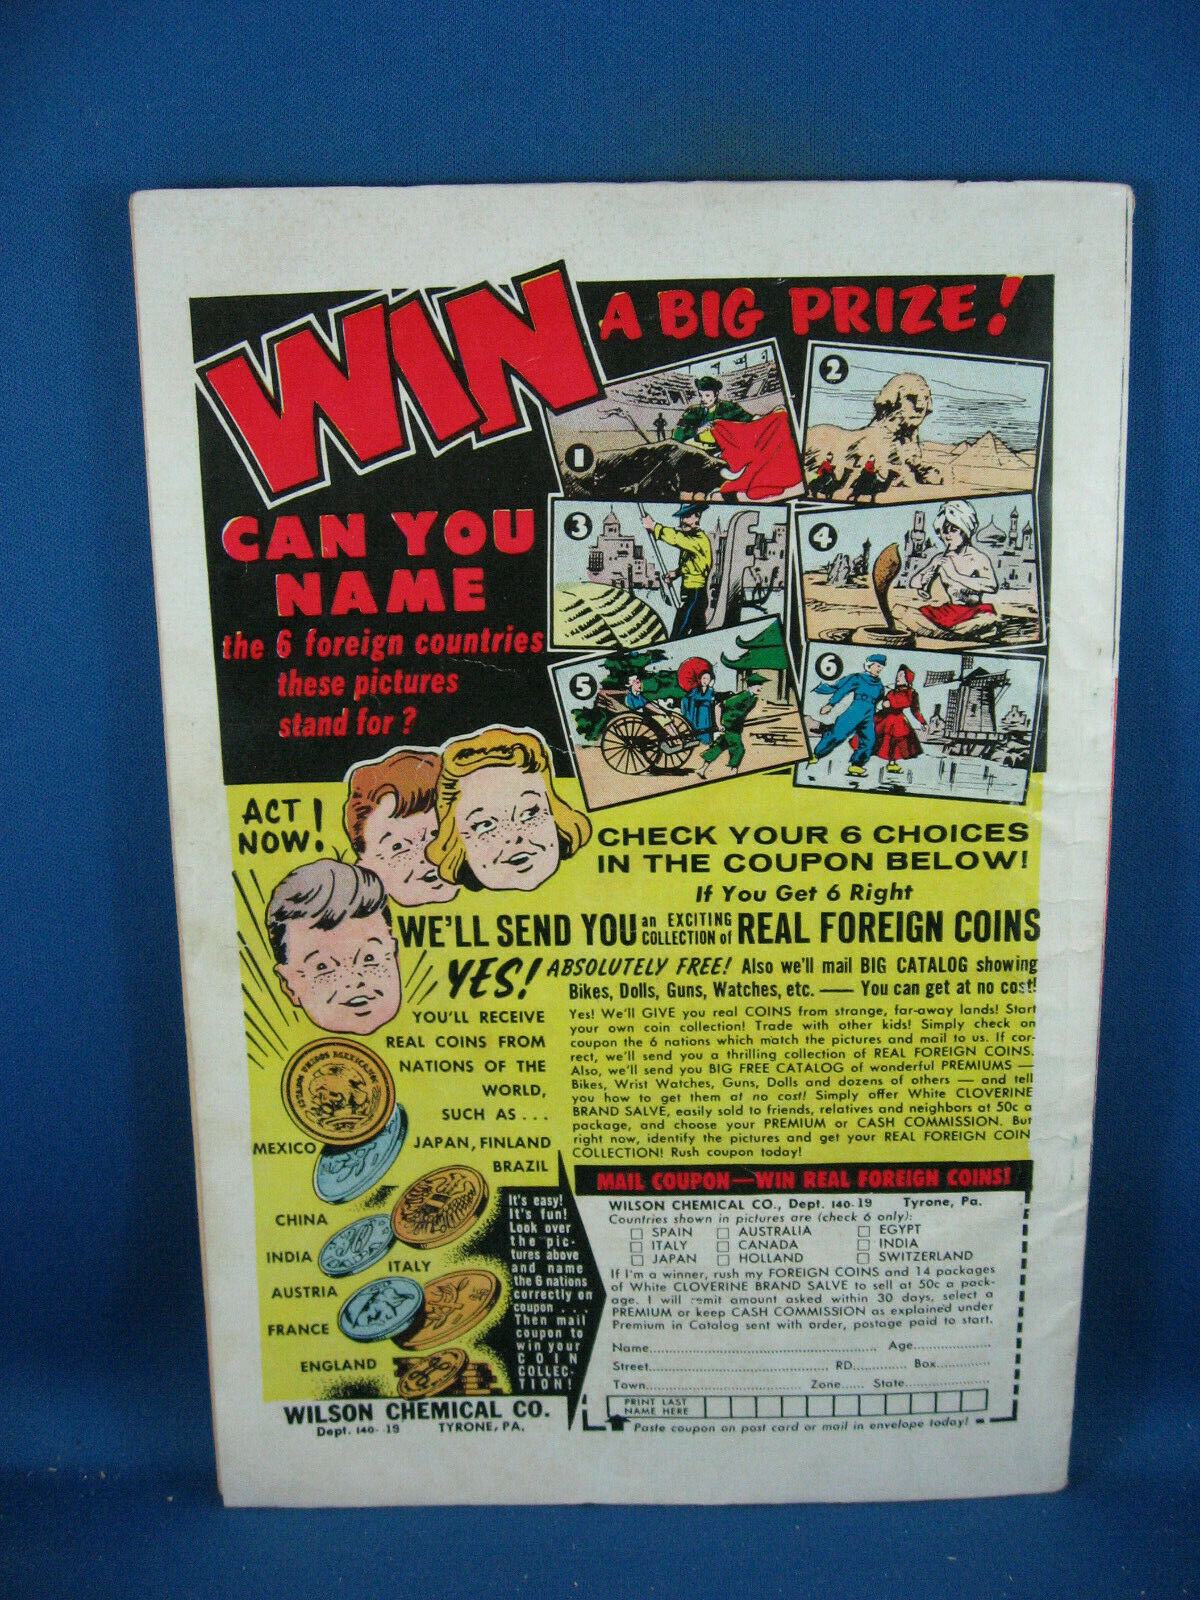 WIN
A BIG PRIZE!
CAN YOU
NAME
the 6 foreign countries
these pictures
stand for?
1
2
3
4
5
6
ACT
NOW!
CHECK YOUR 6 CHOICES
IN THE COUPON BELOW!
If You Get 6 Right
WE'LL SEND YOU an EXCITING COLLECTION of REAL FOREIGN COINS
YES! ABSOLUTELY FREE! Also we'll mail BIG CATALOG showing
Bikes, Dolls, Guns, Watches, etc. — You can get at no cost!
Yes! We'll GIVE you real COINS from strange, far-away lands! Start
your own coin collection! Trade with other kids! Simply check on
coupon the 6 nations which match the pictures and mail to us. If cor-
rect, we'll send you a thrilling collection of REAL FOREIGN COINS.
Also, we'll send you BIG FREE CATALOG of wonderful PREMIUMS —
Bikes, Wrist Watches, Guns, Dolls and dozens of others — and tell
you how to get them at no cost! Simply offer White CLOVERINE
BRAND SALVE, easily sold to friends, relatives and neighbors at 50c a
package, and choose your PREMIUM or CASH COMMISSION. But
right now, identify the pictures and get your REAL FOREIGN COIN
COLLECTION! Rush coupon today!
YOU'LL RECEIVE
REAL COINS FROM
NATIONS OF THE
WORLD,
SUCH AS...
ESTADOS UNIDOS MEXICANOS
MEXICO
JAPAN, FINLAND
BRAZIL
CHINA
INDIA
ITALY
AUSTRIA
FRANCE
ENGLAND
It's easy!
It's fun!
Look over
the pic-
tures above
and name
the 6 nations
correctly on
coupon...
Then mail
coupon to
win your
COIN
COLLEC-
TION!
WILSON CHEMICAL CO.
Dept. 140-19 TYRONE, PA.
MAIL COUPON—WIN REAL FOREIGN COINS!
WILSON CHEMICAL CO., Dept. 140-19 Tyrone, Pa.
Countries shown in pictures are (check 6 only):
□ SPAIN □ AUSTRALIA □ EGYPT
□ ITALY □ CANADA □ INDIA
□ JAPAN □ HOLLAND □ SWITZERLAND
If I'm a winner, rush my FOREIGN COINS and 14 packages
of White CLOVERINE BRAND SALVE to sell at 50c a pack-
age. I will remit amount asked within 30 days, select a
PREMIUM or keep CASH COMMISSION as explained under
Premium in Catalog sent with order, postage paid to start.
Name........ Age........
Street........ RD........ Box........
Town........ Zone...... State........
PRINT LAST
NAME HERE
Paste coupon on post card or mail in envelope today!